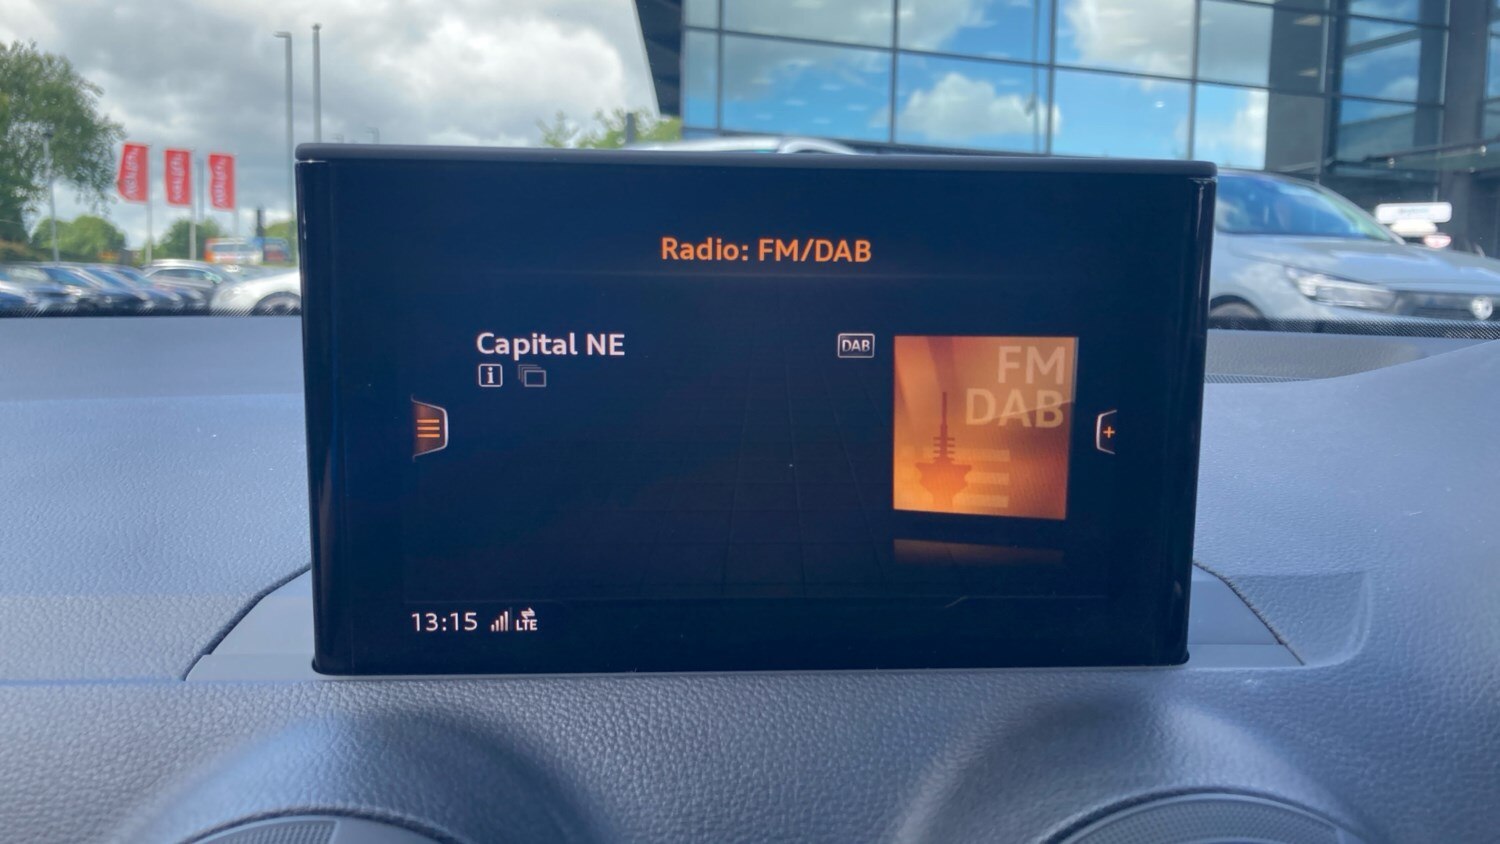 Radio: FM/DAB
Capital NE
DAB
FM
DAB
13:15
LTE